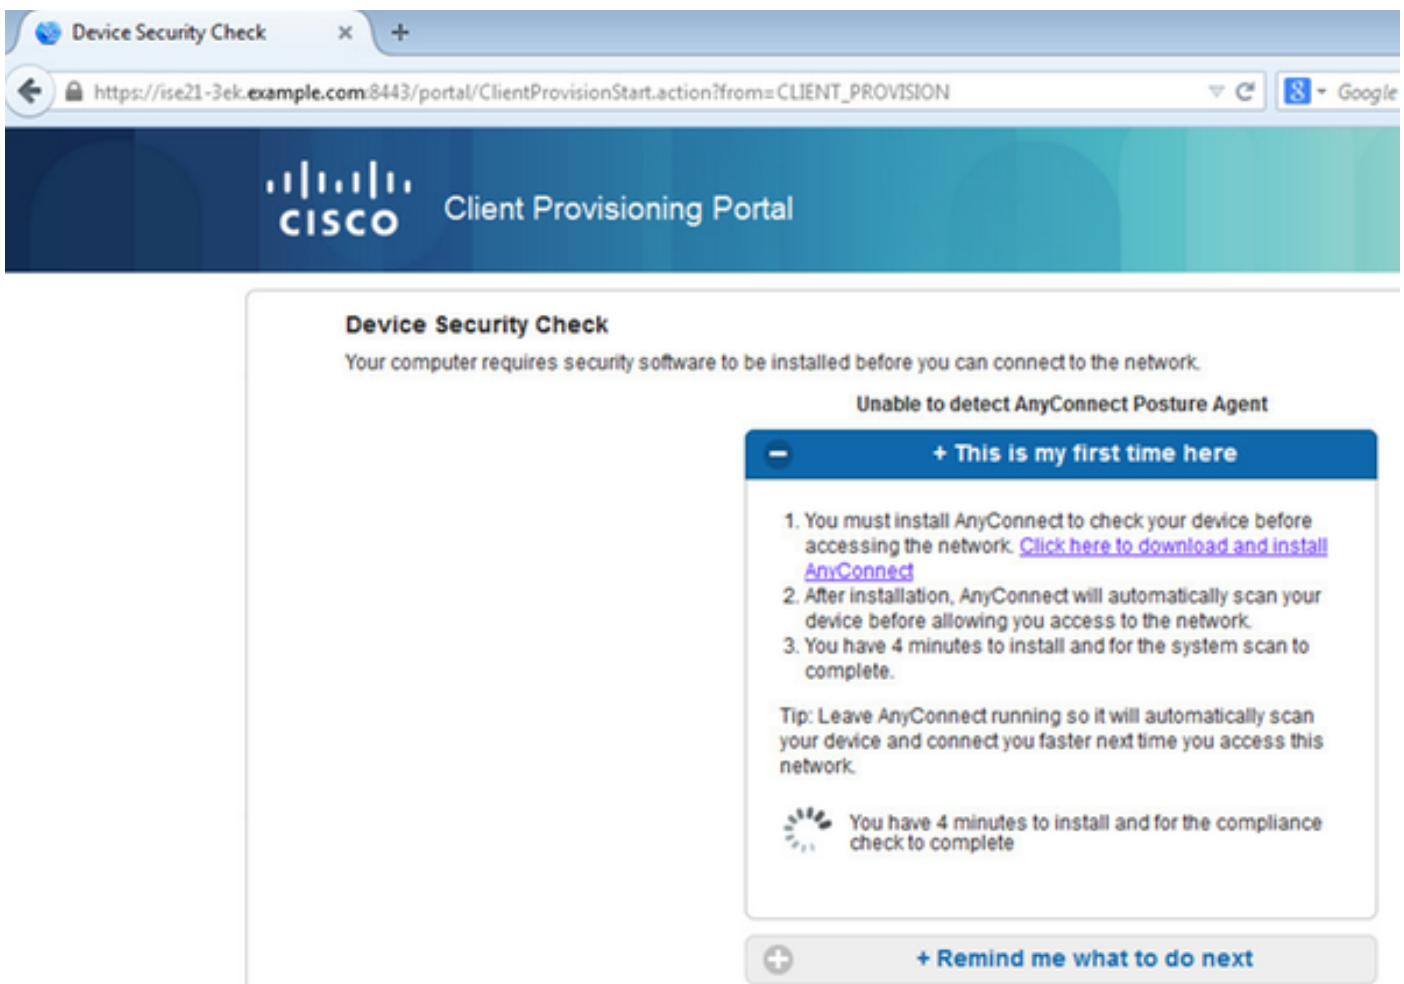 Device Security Check × +
https://ise21-3ek.example.com:8443/portal/ClientProvisionStart.action?from=CLIENT_PROVISION
8 Google
CISCO Client Provisioning Portal
Device Security Check
Your computer requires security software to be installed before you can connect to the network.
Unable to detect AnyConnect Posture Agent
+ This is my first time here
1. You must install AnyConnect to check your device before
accessing the network. Click here to download and install
AnyConnect
2. After installation, AnyConnect will automatically scan your
device before allowing you access to the network.
3. You have 4 minutes to install and for the system scan to
complete.
Tip: Leave AnyConnect running so it will automatically scan
your device and connect you faster next time you access this
network.
You have 4 minutes to install and for the compliance
check to complete
+ Remind me what to do next